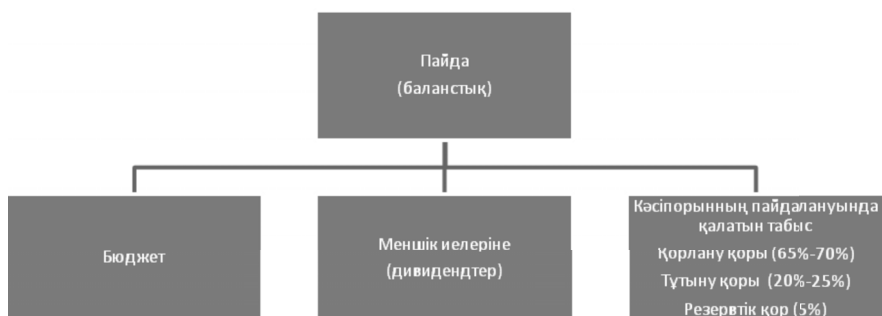 Пайда
(баланстық)
Бюджет
Меншік иелеріне
(дивидендтер)
Кәсіпорынның пайдалануында
қалатын табыс
Қорлану қоры (65%-70%)
Тұтыну қоры (20%-25%)
Резервтік қор (5%)